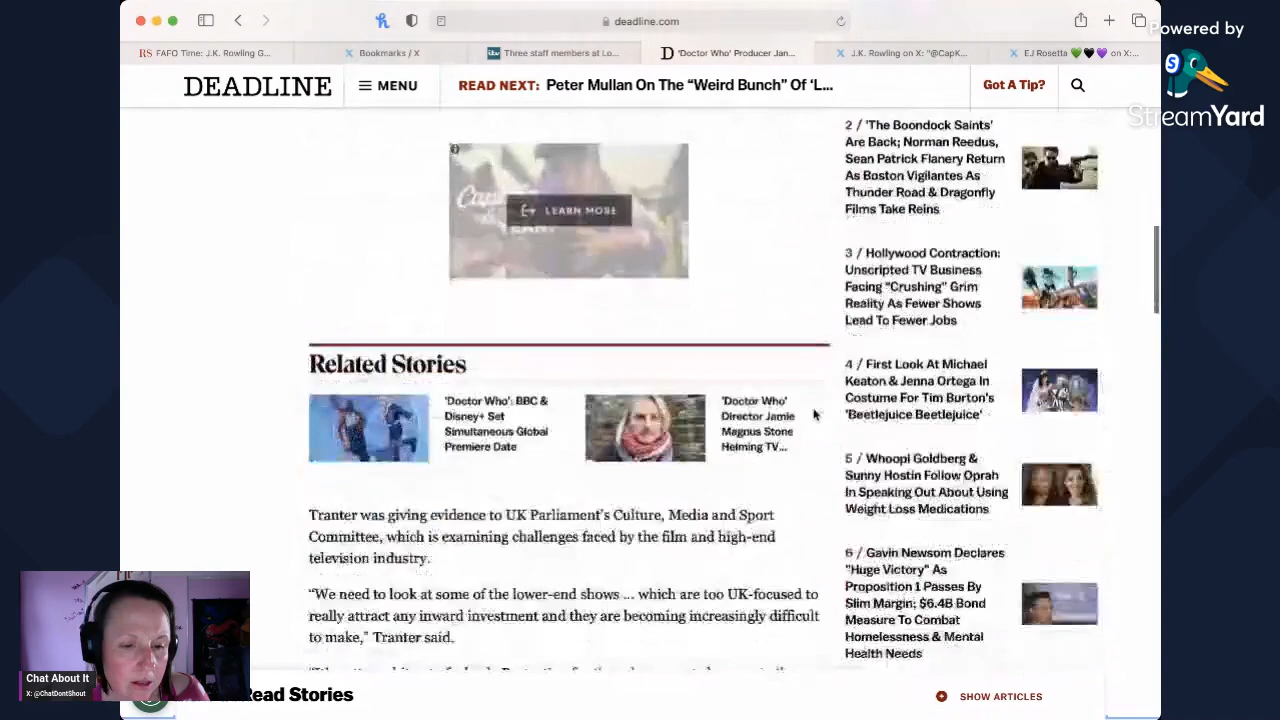 deadline.com
Powered by
StreamYard
RS FAFO Time: J.K. Rowling G...
Bookmarks / X
itv Three staff members at Lo...
D 'Doctor Who' Producer Jan...
J.K. Rowling on X: "@CapK...
EJ Rosetta 💚🖤💜 on X:...
DEADLINE
MENU
READ NEXT: Peter Mullan On The “Weird Bunch” Of ‘L...
Got A Tip?
LEARN MORE
2 / ‘The Boondock Saints’
Are Back; Norman Reedus,
Sean Patrick Flanery Return
As Boston Vigilantes As
Thunder Road & Dragonfly
Films Take Reins
3 / Hollywood Contraction:
Unscripted TV Business
Facing “Crushing” Grim
Reality As Fewer Shows
Lead To Fewer Jobs
4 / First Look At Michael
Keaton & Jenna Ortega In
Costume For Tim Burton’s
‘Beetlejuice Beetlejuice’
5 / Whoopi Goldberg &
Sunny Hostin Follow Oprah
In Speaking Out About Using
Weight Loss Medications
6 / Gavin Newsom Declares
"Huge Victory" As
Proposition 1 Passes By
Slim Margin; $6.4B Bond
Measure To Combat
Homelessness & Mental
Health Needs
Related Stories
‘Doctor Who’: BBC &
Disney+ Set
Simultaneous Global
Premiere Date
‘Doctor Who’
Director Jamie
Magnus Stone
Helming TV...
Tranter was giving evidence to UK Parliament’s Culture, Media and Sport
Committee, which is examining challenges faced by the film and high-end
television industry.
“We need to look at some of the lower-end shows ... which are too UK-focused to
really attract any inward investment and they are becoming increasingly difficult
to make,” Tranter said.
Read Stories
SHOW ARTICLES
Chat About It
X: @ChatDontShout